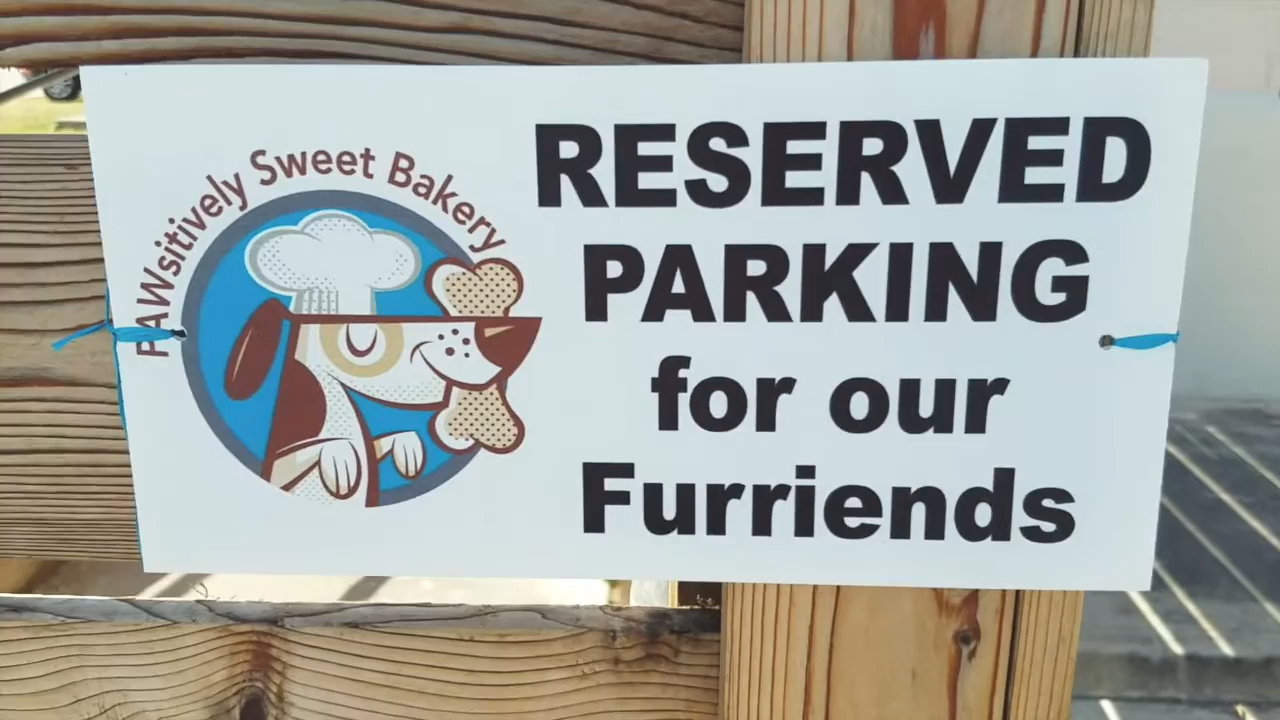 PAWsitively Sweet Bakery
RESERVED
PARKING
for our
Furriends